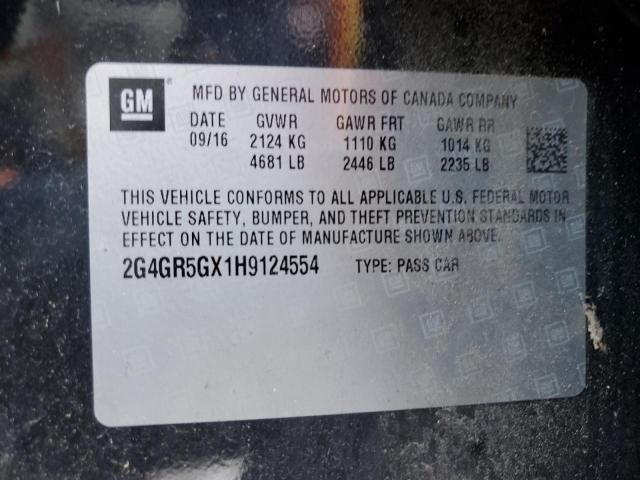 GM
®
MFD BY GENERAL MOTORS OF CANADA COMPANY
DATE GVWR GAWR FRT GAWR RR
09/16 2124 KG 1110 KG 1014 KG
4681 LB 2446 LB 2235 LB
THIS VEHICLE CONFORMS TO ALL APPLICABLE U.S. FEDERAL MOTOR
VEHICLE SAFETY, BUMPER, AND THEFT PREVENTION STANDARDS IN
EFFECT ON THE DATE OF MANUFACTURE SHOWN ABOVE.
2G4GR5GX1H9124554 TYPE: PASS CAR